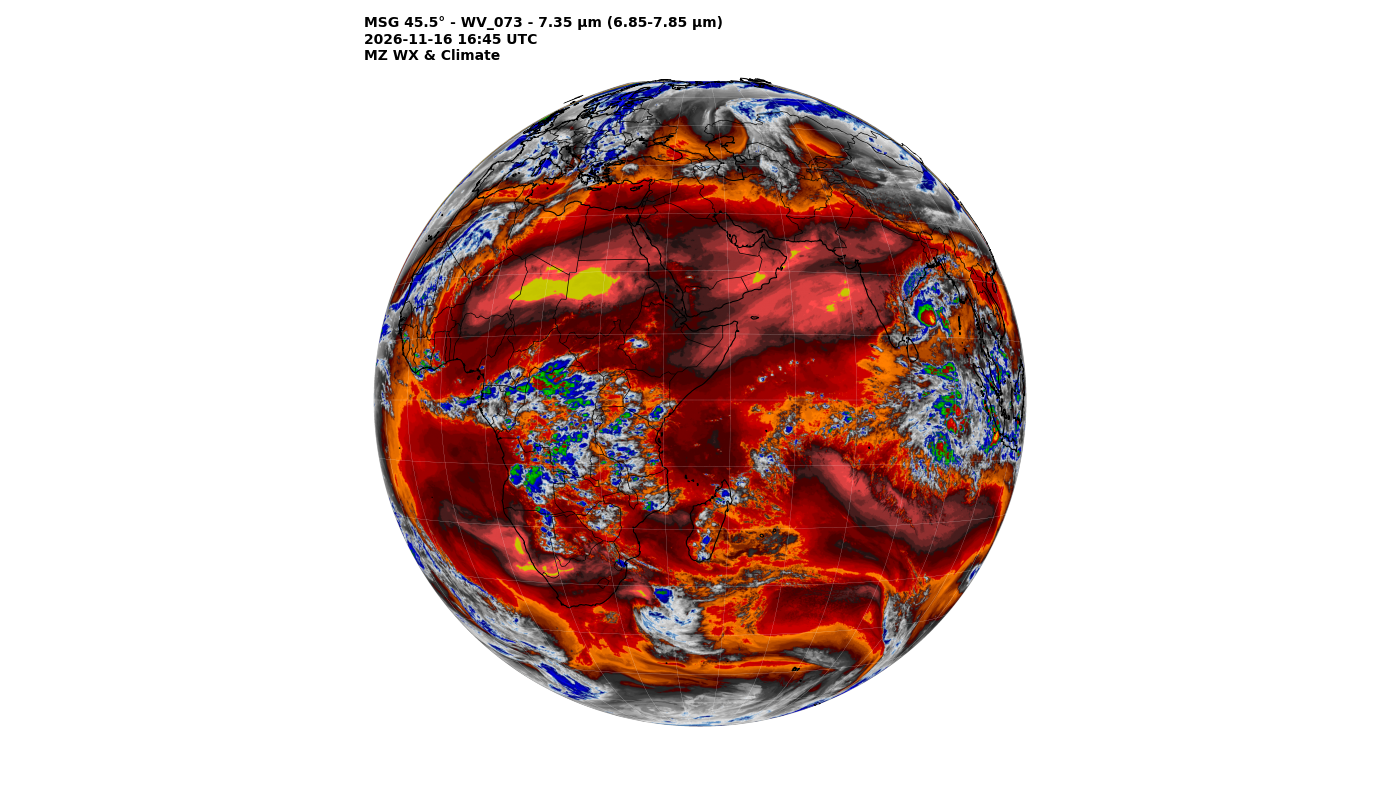 MSG 45.5° - WV_073 - 7.35 μm (6.85-7.85 μm)
2026-11-16 16:45 UTC
MZ WX & Climate